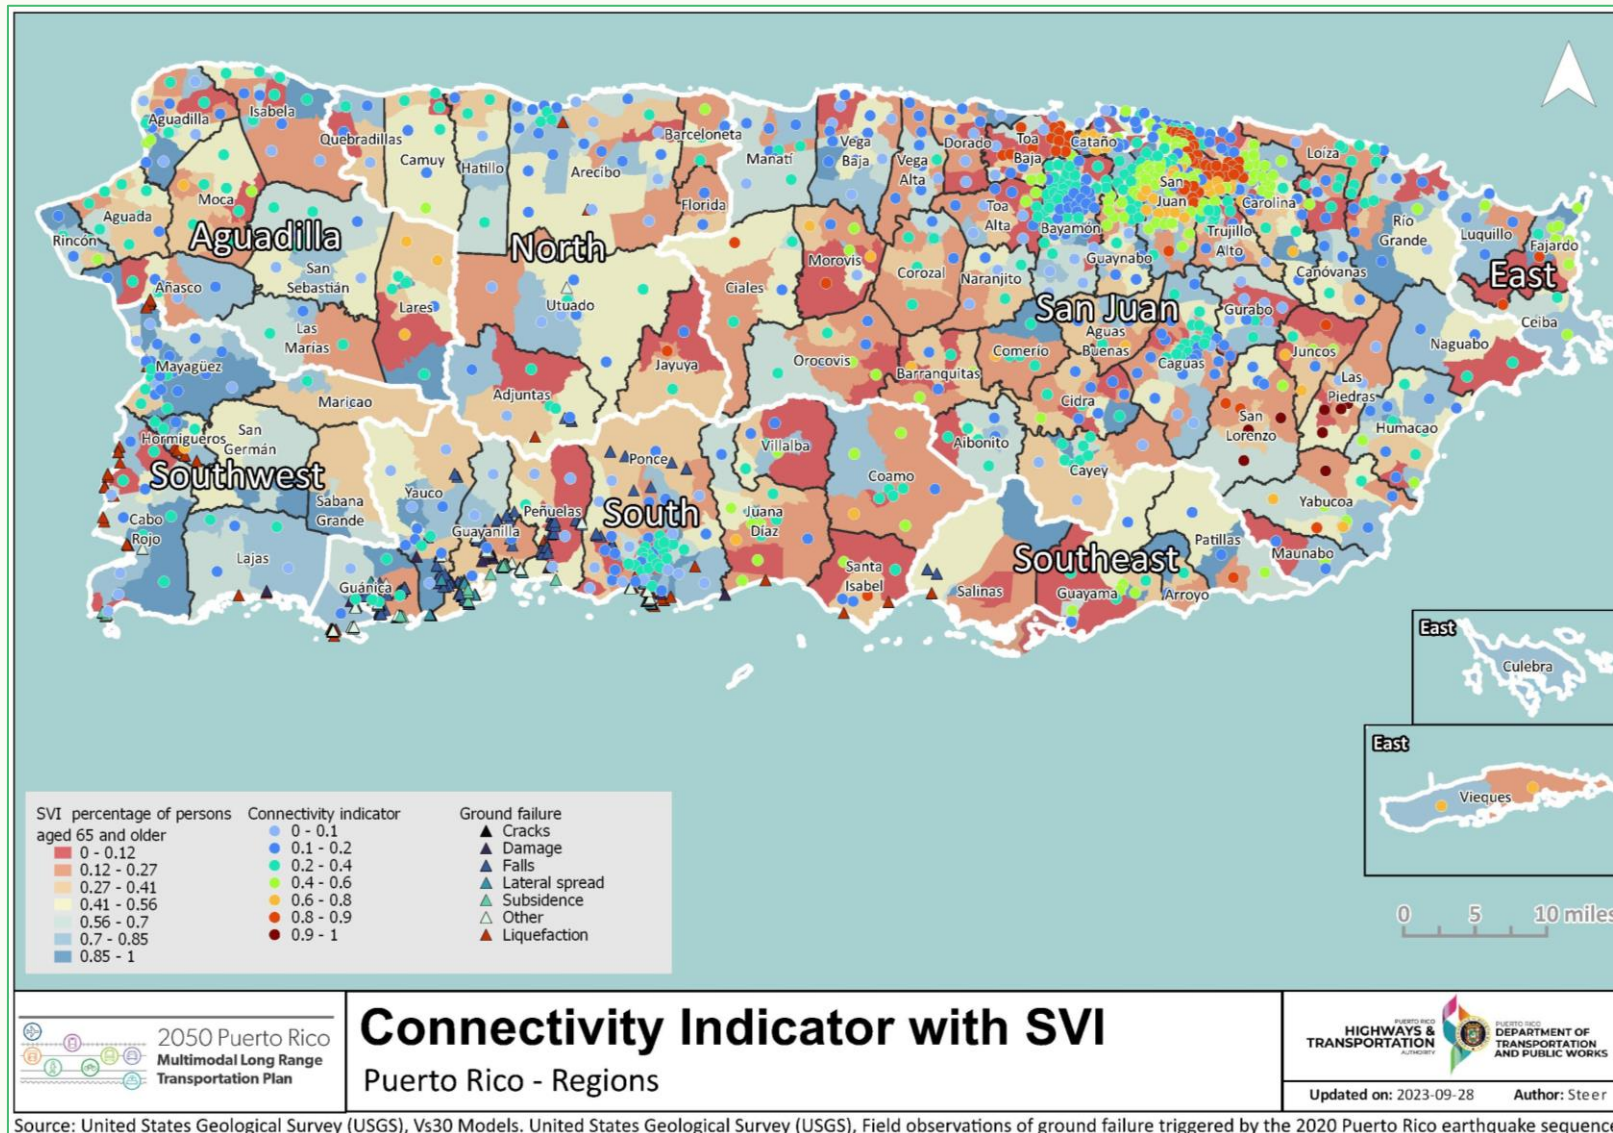 Aguadilla
Isabela
Quebradillas
Camuy
Hatillo
Arecibo
Barceloneta
Manatí
Vega
Baja
Vega
Alta
Dorado
Toa
Baja
Cataño
San
Juan
Carolina
Loíza
Río
Grande
Luquillo
Fajardo
Moca
Aguada
Rincón
Aguadilla
San
Sebastián
Lares
North
Utuado
Florida
Ciales
Morovis
Corozal
Naranjito
Toa
Alta
Bayamón
Guaynabo
Trujillo
Alto
Canóvanas
East
Ceiba
Añasco
Las
Marías
Mayagüez
Maricao
Adjuntas
Jayuya
Orocovis
Barranquitas
Comerío
San Juan
Aguas
Buenas
Caguas
Gurabo
Juncos
Las
Piedras
Naguabo
Humacao
Hormigueros
San
Germán
Southwest
Sabana
Grande
Cabo
Rojo
Lajas
Yauco
Guayanilla
Guánica
Peñuelas
Ponce
South
Juana
Díaz
Villalba
Coamo
Aibonito
Cidra
Cayey
San
Lorenzo
Yabucoa
Santa
Isabel
Salinas
Southeast
Guayama
Patillas
Arroyo
Maunabo
East
Culebra
East
Vieques
0 5 10 miles
SVI percentage of persons
aged 65 and older
0 - 0.12
0.12 - 0.27
0.27 - 0.41
0.41 - 0.56
0.56 - 0.7
0.7 - 0.85
0.85 - 1
Connectivity indicator
0 - 0.1
0.1 - 0.2
0.2 - 0.4
0.4 - 0.6
0.6 - 0.8
0.8 - 0.9
0.9 - 1
Ground failure
Cracks
Damage
Falls
Lateral spread
Subsidence
Other
Liquefaction
2050 Puerto Rico
Multimodal Long Range
Transportation Plan
Connectivity Indicator with SVI
Puerto Rico - Regions
PUERTO RICO
HIGHWAYS &
TRANSPORTATION
AUTHORITY
PUERTO RICO
DEPARTMENT OF
TRANSPORTATION
AND PUBLIC WORKS
Updated on: 2023-09-28 Author: Steer
Source: United States Geological Survey (USGS), Vs30 Models. United States Geological Survey (USGS), Field observations of ground failure triggered by the 2020 Puerto Rico earthquake sequence